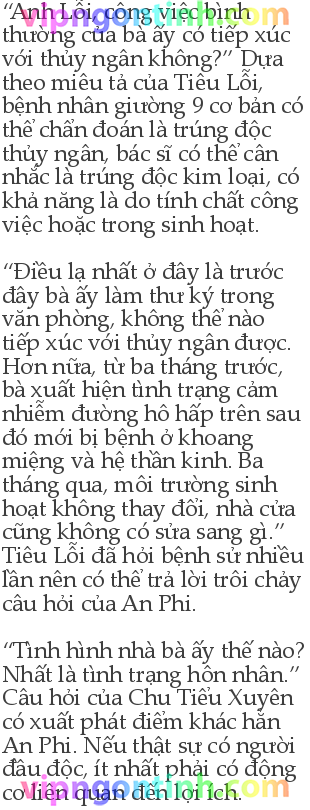 “Anh Lỗi, công việc bình
thường của bà ấy có tiếp xúc
với thủy ngân không?” Dựa
theo miêu tả của Tiêu Lỗi,
bệnh nhân giường 9 cơ bản có
thể chẩn đoán là trúng độc
thủy ngân, bác sĩ có thể cân
nhắc là trúng độc kim loại, có
khả năng là do tính chất công
việc hoặc trong sinh hoạt.
“Điều lạ nhất ở đây là trước
đây bà ấy làm thư ký trong
văn phòng, không thể nào
tiếp xúc với thủy ngân được.
Hơn nữa, từ ba tháng trước,
bà xuất hiện tình trạng cảm
nhiễm đường hô hấp trên sau
đó mới bị bệnh ở khoang
miệng và hệ thần kinh. Ba
tháng qua, môi trường sinh
hoạt không thay đổi, nhà cửa
cũng không có sửa sang gì.”
Tiêu Lỗi đã hỏi bệnh sử nhiều
lần nên có thể trả lời trôi chảy
câu hỏi của An Phi.
“Tình hình nhà bà ấy thế nào?
Nhất là tình trạng hôn nhân.”
Câu hỏi của Chu Tiểu Xuyên
có xuất phát điểm khác hẳn
An Phi. Nếu thật sự có người
đầu độc, ít nhất phải có động
cơ liên quan đến lợi ích.
vipngontinh.com
vipngontinh.com